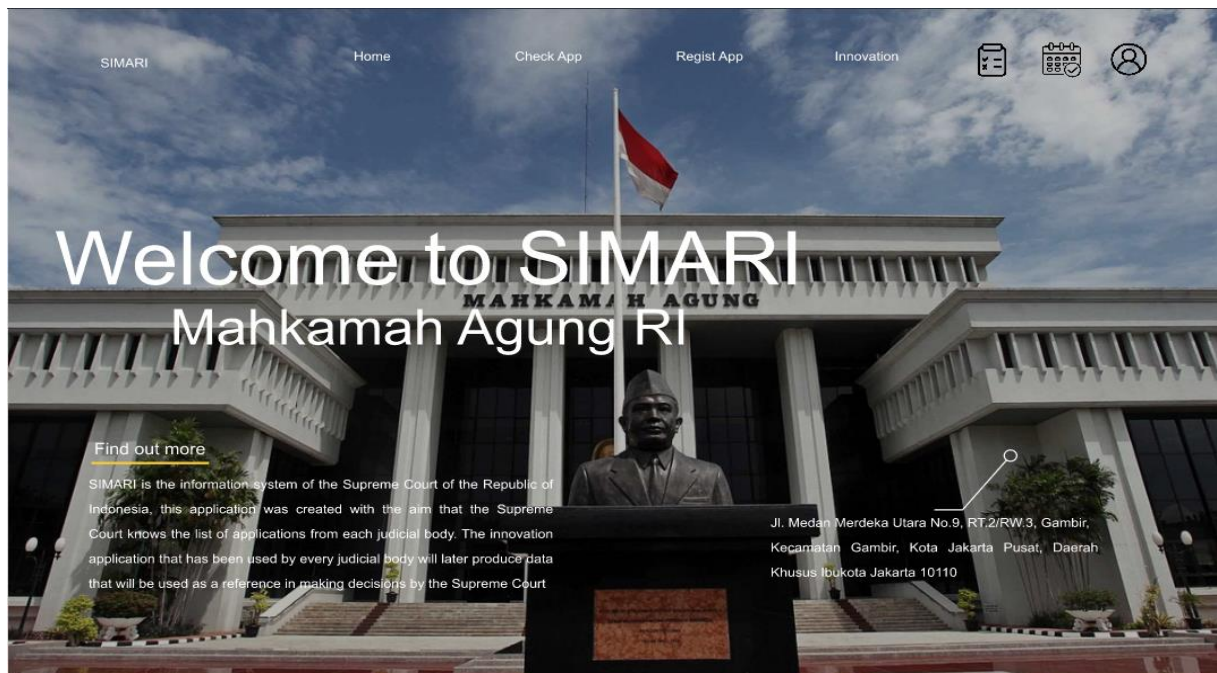 SIMARI
Home
Check App
Regist App
Innovation
Welcome to SIMARI
MAHKAMAH AGUNG
Mahkamah Agung RI
Find out more
SIMARI is the information system of the Supreme Court of the Republic of
Indonesia, this application was created with the aim that the Supreme
Court knows the list of applications from each judicial body. The innovation
application that has been used by every judicial body will later produce data
that will be used as a reference in making decisions by the Supreme Court
Jl. Medan Merdeka Utara No.9, RT.2/RW.3, Gambir,
Kecamatan Gambir, Kota Jakarta Pusat, Daerah
Khusus Ibukota Jakarta 10110